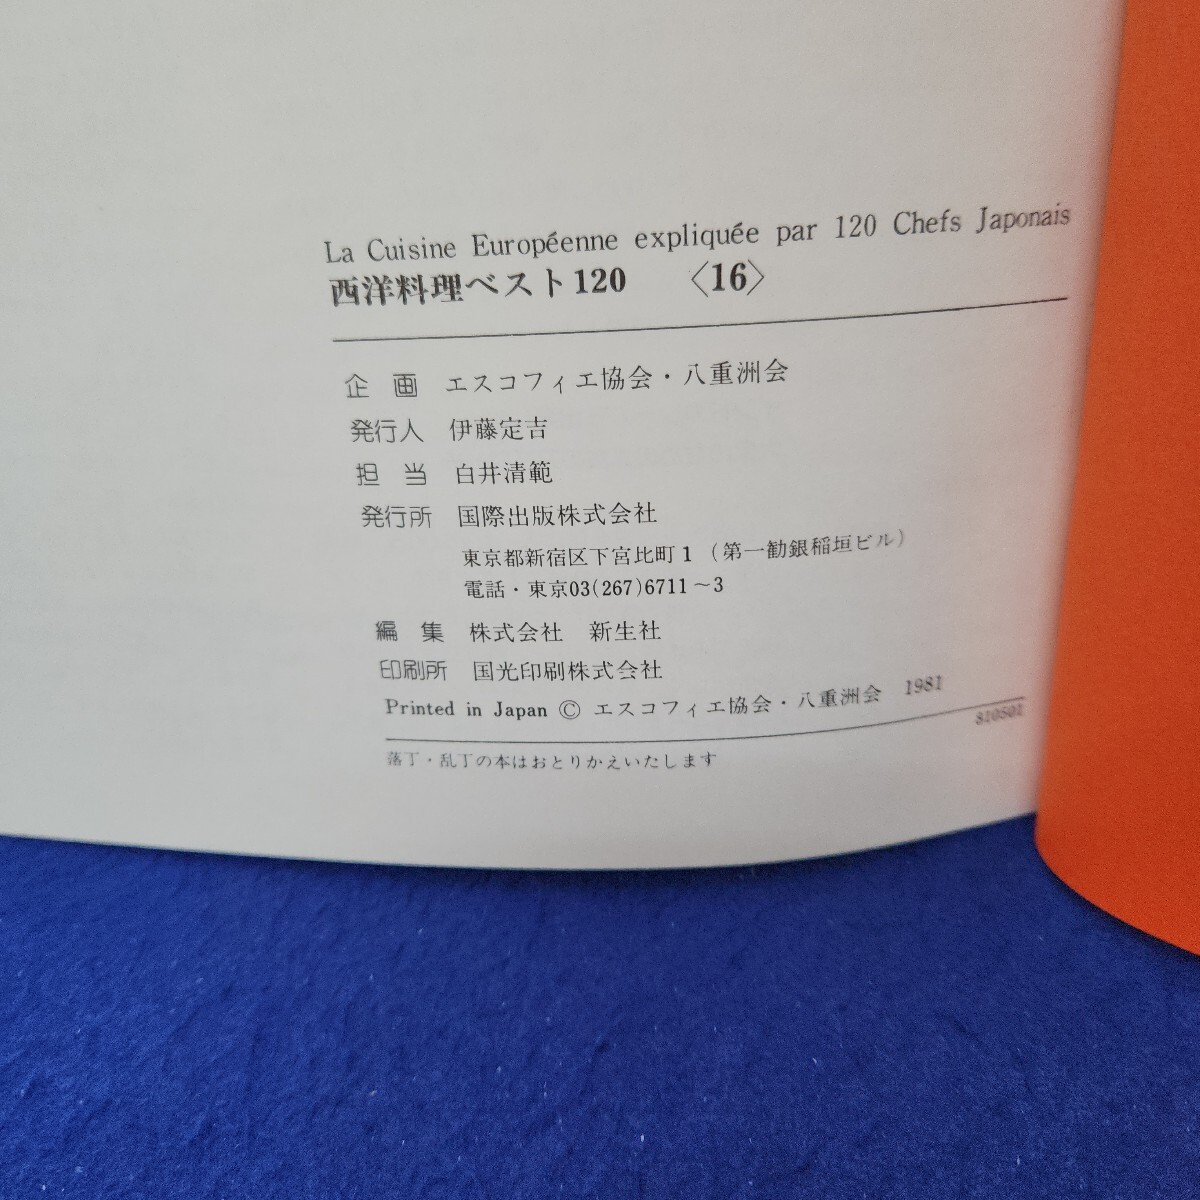 La Cuisine Européenne expliquée par 120 Chefs Japonais
西洋料理ベスト120 〈16〉
企 画 エスコフィエ協会・八重洲会
発行人 伊藤定吉
担 当 白井清範
発行所 国際出版株式会社
東京都新宿区下宮比町1 (第一勧銀稲垣ビル)
電話・東京03(267)6711～3
編 集 株式会社 新生社
印刷所 国光印刷株式会社
Printed in Japan © エスコフィエ協会・八重洲会 1981
810501
落丁・乱丁の本はおとりかえいたします